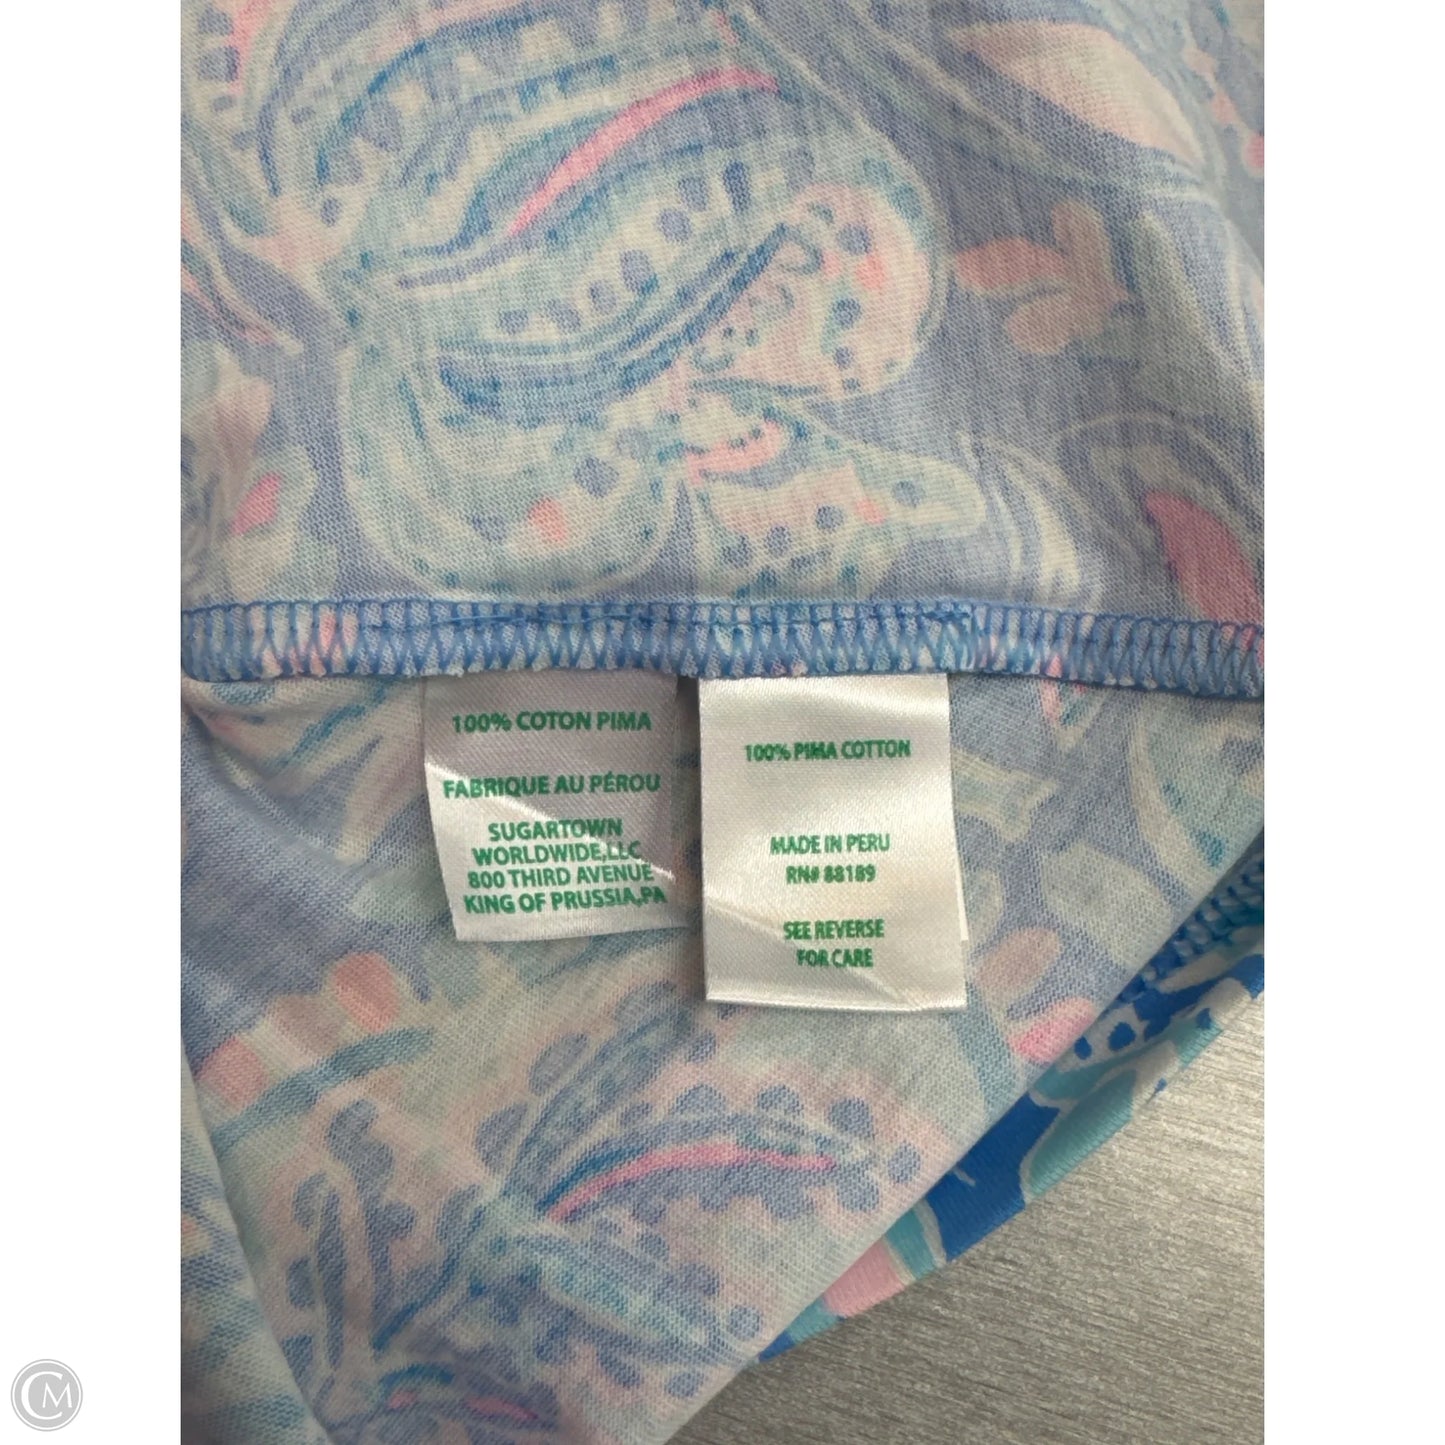 100% COTON PIMA
FABRIQUE AU PÉROU
SUGARTOWN
WORLDWIDE,LLC
800 THIRD AVENUE
KING OF PRUSSIA,PA
100% PIMA COTTON
MADE IN PERU
RN# 88189
SEE REVERSE
FOR CARE
CM